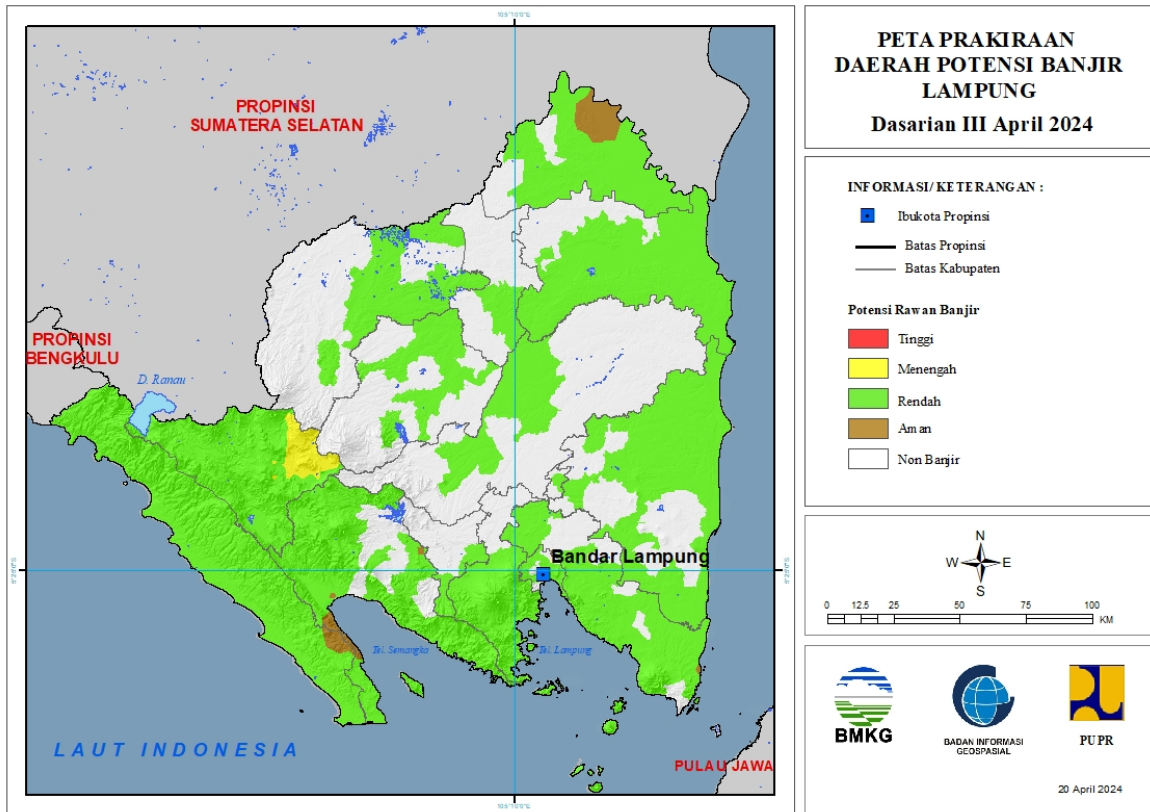 PETA PRAKIRAAN
DAERAH POTENSI BANJIR
LAMPUNG
Dasarian III April 2024
INFORMASI/ KETERANGAN :
Ibukota Propinsi
Batas Propinsi
Batas Kabupaten
Potensi Rawan Banjir
Tinggi
Menengah
Rendah
Aman
Non Banjir
N
W E
S
0 12.5 25 50 75 100
KM
BMKG
BADAN INFORMASI
GEOSPASIAL
PUPR
20 April 2024
PROPINSI
SUMATERA SELATAN
PROPINSI
BENGKULU
D. Ranau
Bandar Lampung
Tel. Semangka
Tel. Lampung
LAUT INDONESIA
PULAU JAWA